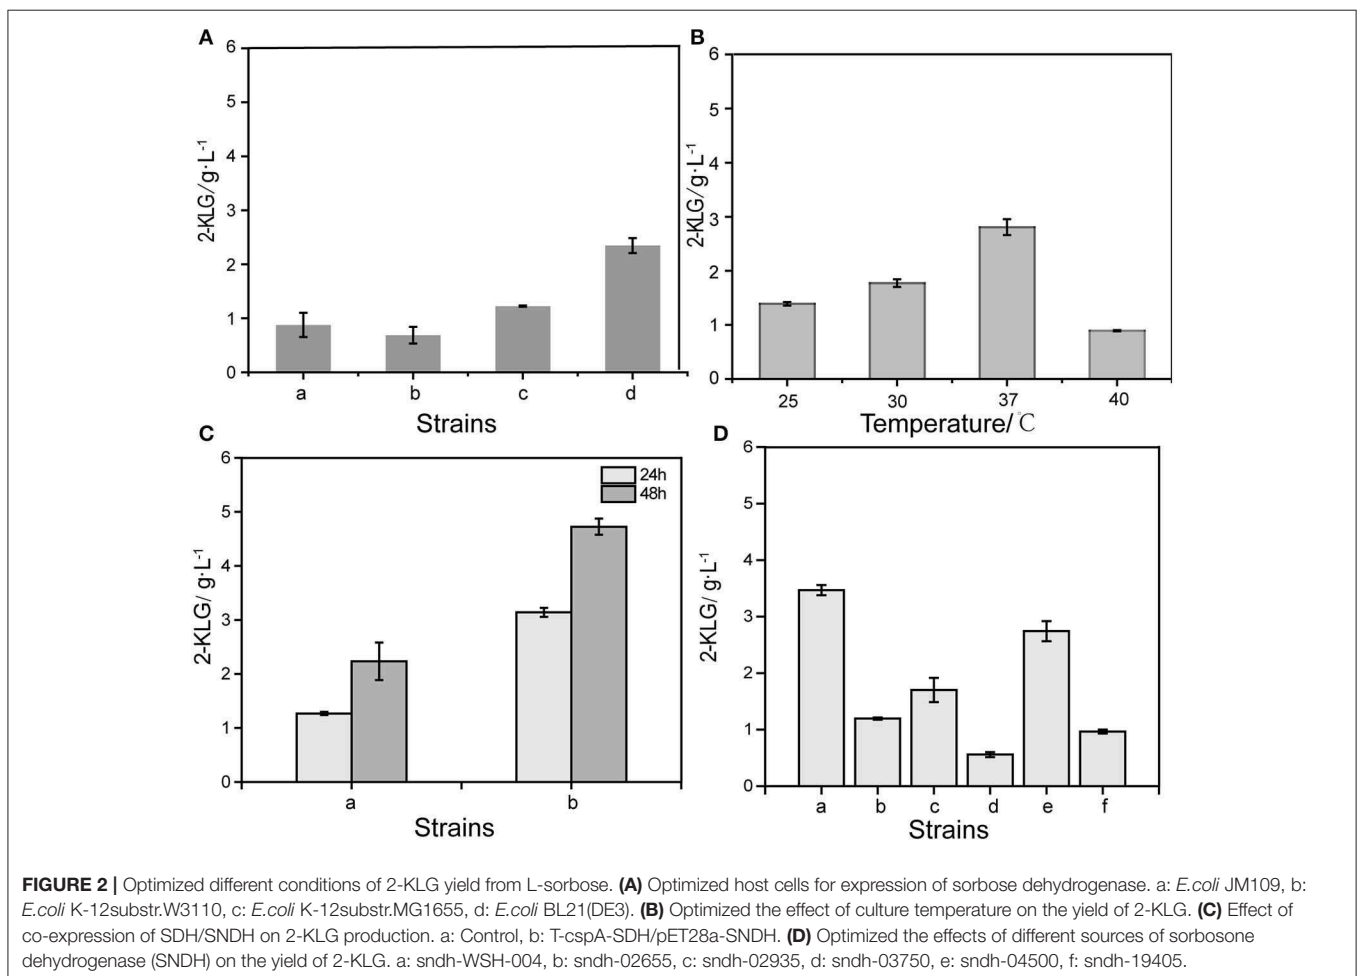 A
6
5
4
3
2
1
0
2-KLG/g·L⁻¹
a b c d
Strains
B
6
5
4
3
2
1
0
2-KLG/g·L⁻¹
25 30 37 40
Temperature/℃
C
6
5
4
3
2
1
0
2-KLG/ g·L⁻¹
24h
48h
a b
Strains
D
6
5
4
3
2
1
0
2-KLG/ g·L⁻¹
a b c d e f
Strains
FIGURE 2 | Optimized different conditions of 2-KLG yield from L-sorbose. (A) Optimized host cells for expression of sorbose dehydrogenase. a: E.coli JM109, b:
E.coli K-12substr.W3110, c: E.coli K-12substr.MG1655, d: E.coli BL21(DE3). (B) Optimized the effect of culture temperature on the yield of 2-KLG. (C) Effect of
co-expression of SDH/SNDH on 2-KLG production. a: Control, b: T-cspA-SDH/pET28a-SNDH. (D) Optimized the effects of different sources of sorbosone
dehydrogenase (SNDH) on the yield of 2-KLG. a: sndh-WSH-004, b: sndh-02655, c: sndh-02935, d: sndh-03750, e: sndh-04500, f: sndh-19405.